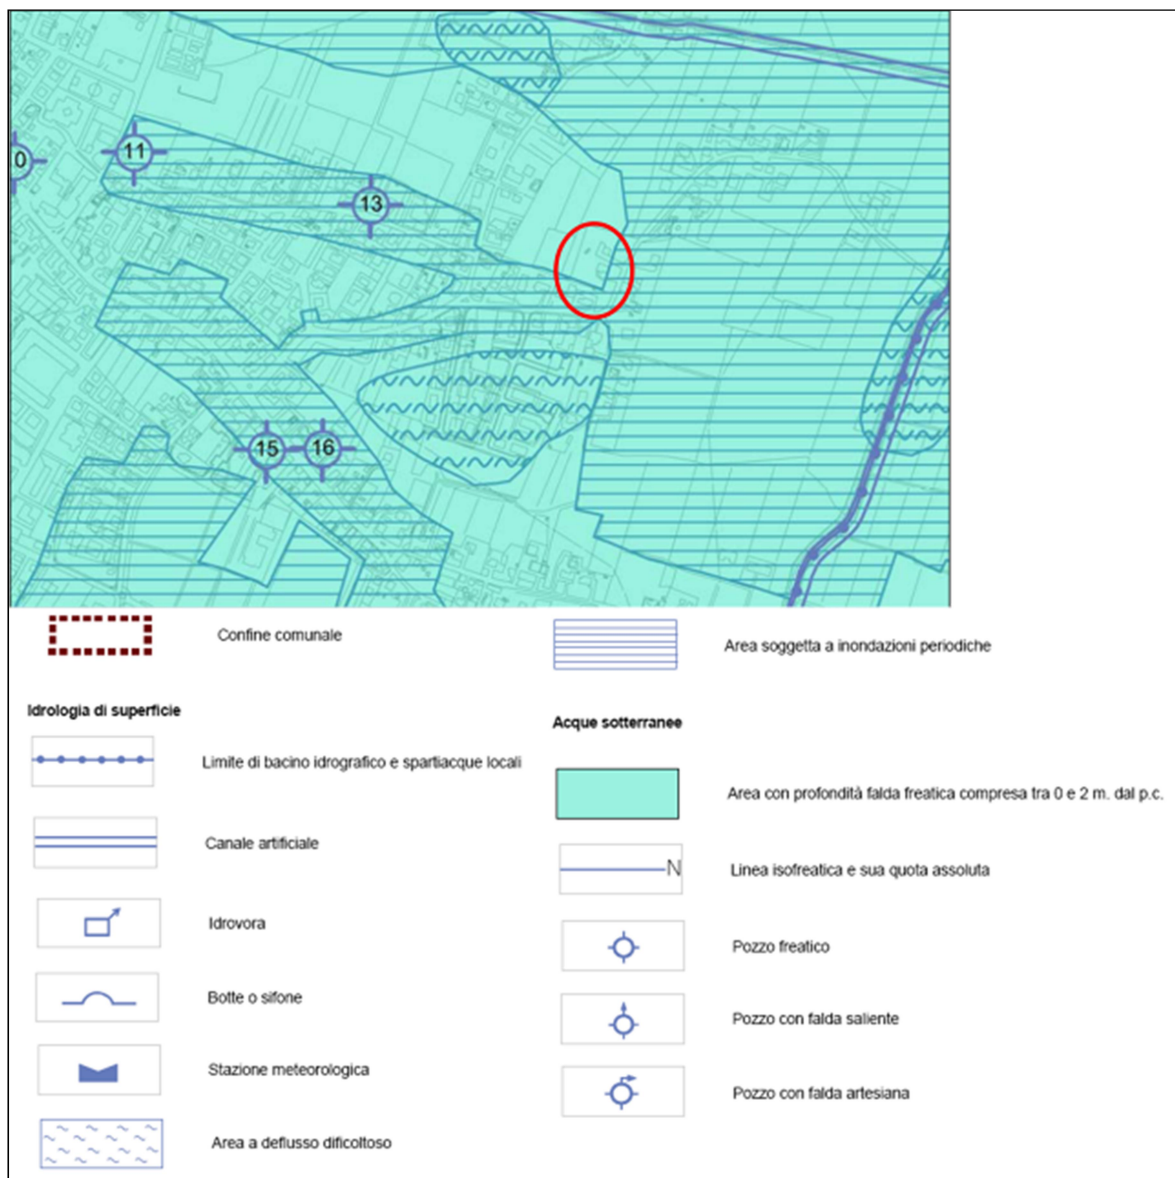 0
11
13
15
16
Confine comunale
Area soggetta a inondazioni periodiche
Idrologia di superficie
Limite di bacino idrografico e spartiacque locali
Canale artificiale
Idrovora
Botte o sifone
Stazione meteorologica
Area a deflusso dificoltoso
Acque sotterranee
Area con profondità falda freatica compresa tra 0 e 2 m. dal p.c.
N
Linea isofreatica e sua quota assoluta
Pozzo freatico
Pozzo con falda saliente
Pozzo con falda artesiana